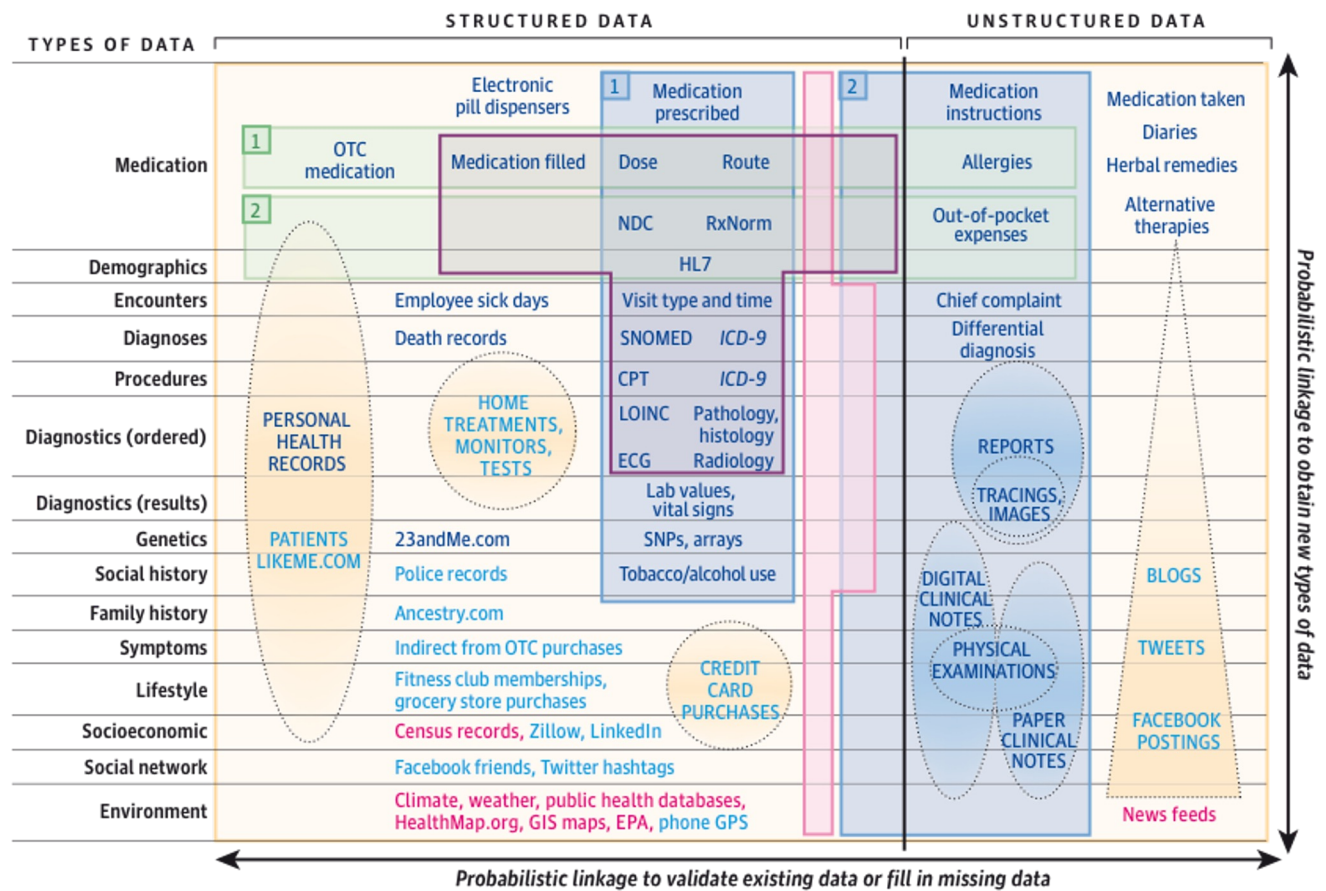 STRUCTURED DATA
UNSTRUCTURED DATA
TYPES OF DATA
Medication
Electronic
pill dispensers
1
Medication
prescribed
2
Medication
instructions
Medication taken
Diaries
Herbal remedies
Alternative
therapies
1
OTC
medication
Medication filled
Dose
Route
Allergies
2
NDC
RxNorm
Out-of-pocket
expenses
Demographics
HL7
Encounters
Employee sick days
Visit type and time
Chief complaint
Diagnoses
Death records
SNOMED
ICD-9
Differential
diagnosis
Procedures
CPT
ICD-9
Diagnostics (ordered)
PERSONAL
HEALTH
RECORDS
HOME
TREATMENTS,
MONITORS,
TESTS
LOINC
Pathology,
histology
ECG
Radiology
REPORTS
Diagnostics (results)
Lab values,
vital signs
TRACINGS,
IMAGES
Genetics
PATIENTS
LIKEME.COM
23andMe.com
SNPs, arrays
Social history
Police records
Tobacco/alcohol use
DIGITAL
CLINICAL
NOTES
BLOGS
Family history
Ancestry.com
Symptoms
Indirect from OTC purchases
PHYSICAL
EXAMINATIONS
TWEETS
Lifestyle
Fitness club memberships,
grocery store purchases
CREDIT
CARD
PURCHASES
Socioeconomic
Census records, Zillow, LinkedIn
PAPER
CLINICAL
NOTES
FACEBOOK
POSTINGS
Social network
Facebook friends, Twitter hashtags
Environment
Climate, weather, public health databases,
HealthMap.org, GIS maps, EPA, phone GPS
News feeds
Probabilistic linkage to obtain new types of data
Probabilistic linkage to validate existing data or fill in missing data